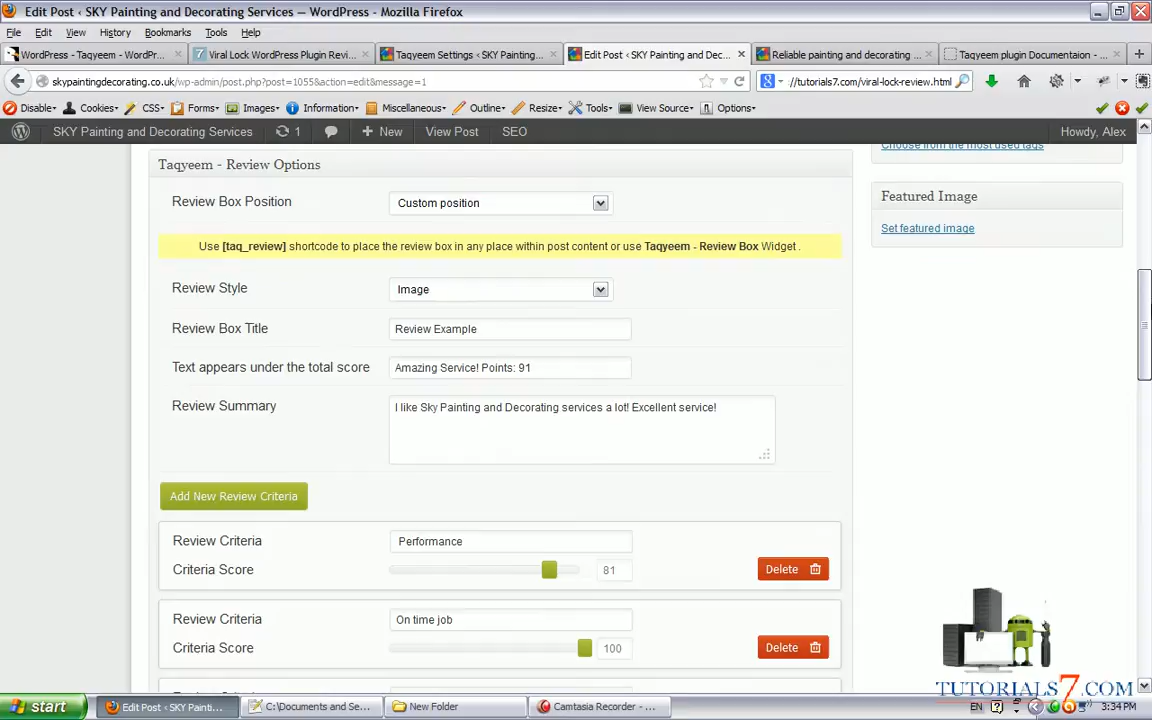 Edit Post ‹ SKY Painting and Decorating Services — WordPress - Mozilla Firefox
File Edit View History Bookmarks Tools Help
WordPress - Taqyeem - WordPr...
Viral Lock WordPress Plugin Revi...
Taqyeem Settings ‹ SKY Painting...
Edit Post ‹ SKY Painting and Dec...
Reliable painting and decorating ...
Taqyeem plugin Documentaion - ...
skypaintingdecorating.co.uk/wp-admin/post.php?post=1055&action=edit&message=1
://tutorials7.com/viral-lock-review.html
Disable Cookies CSS Forms Images Information Miscellaneous Outline Resize Tools View Source Options
SKY Painting and Decorating Services 1 New View Post SEO Howdy, Alex
Choose from the most used tags
Taqyeem - Review Options
Featured Image
Set featured image
Review Box Position Custom position
Use [taq_review] shortcode to place the review box in any place within post content or use Taqyeem - Review Box Widget .
Review Style Image
Review Box Title Review Example
Text appears under the total score Amazing Service! Points: 91
Review Summary I like Sky Painting and Decorating services a lot! Excellent service!
Add New Review Criteria
Review Criteria Performance
Criteria Score 81 Delete
Review Criteria On time job
Criteria Score 100 Delete
TUTORIALS7.COM
start Edit Post ‹ SKY Painti... C:\Documents and Se... New Folder Camtasia Recorder - ... EN 3:34 PM